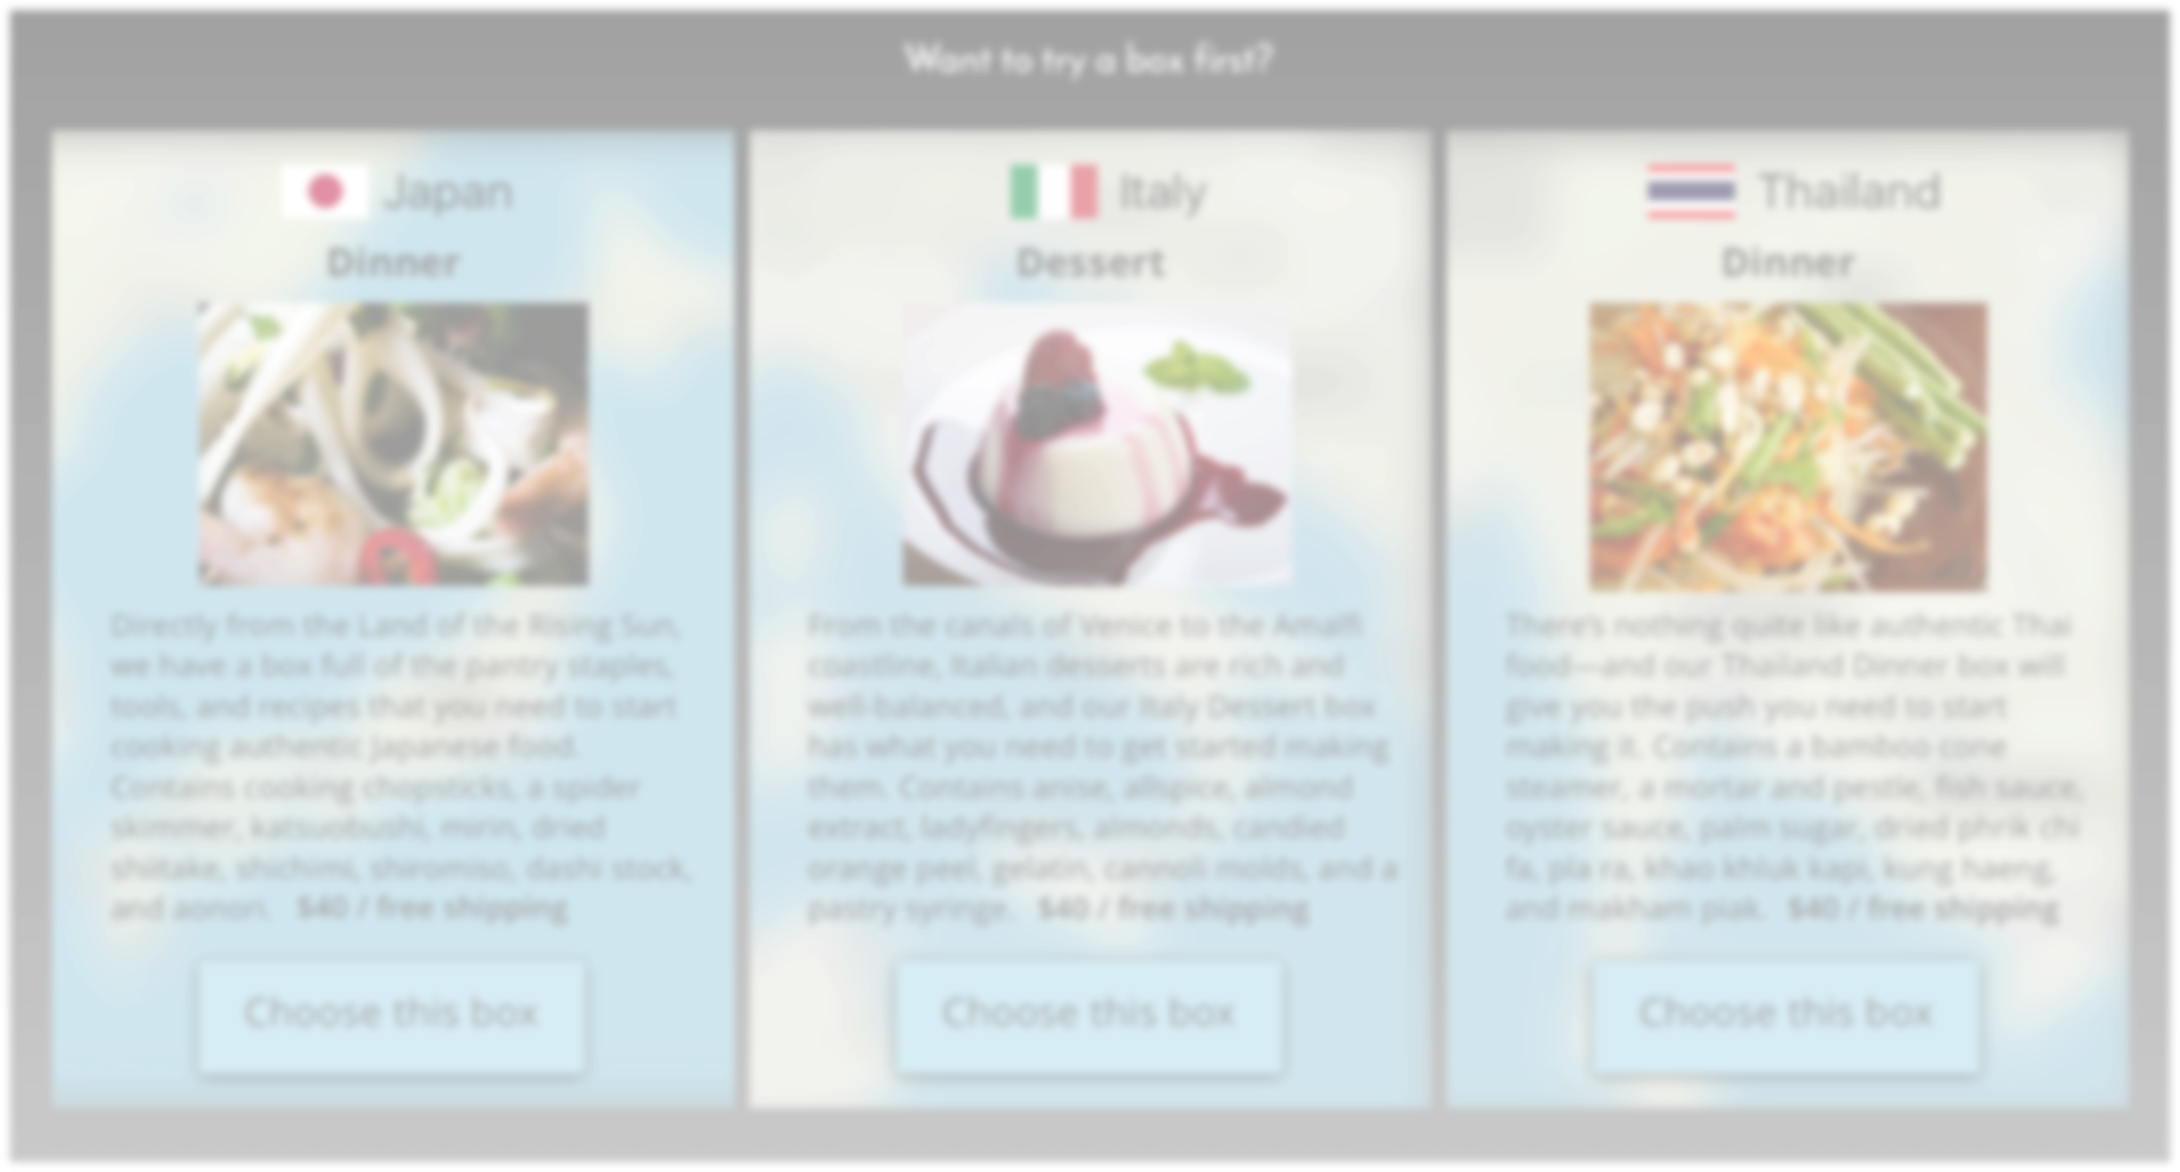 Want to try a box first?
Japan
Dinner
Directly from the Land of the Rising Sun,
we have a box full of the pantry staples,
tools, and recipes that you need to start
cooking authentic Japanese food.
Contains cooking chopsticks, a spider
skimmer, katsuobushi, mirin, dried
shiitake, shichimi, shiromiso, dashi stock,
and aonori. $40 / free shipping
Choose this box
Italy
Dessert
From the canals of Venice to the Amalfi
coastline, Italian desserts are rich and
well-balanced, and our Italy Dessert box
has what you need to get started making
them. Contains anise, allspice, almond
extract, ladyfingers, almonds, candied
orange peel, gelatin, cannoli molds, and a
pastry syringe. $40 / free shipping
Choose this box
Thailand
Dinner
There's nothing quite like authentic Thai
food—and our Thailand Dinner box will
give you the push you need to start
making it. Contains a bamboo cone
steamer, a mortar and pestle, fish sauce,
oyster sauce, palm sugar, dried phrik chi
fa, pla ra, khao khluk kapi, kung haeng,
and makham piak. $40 / free shipping
Choose this box